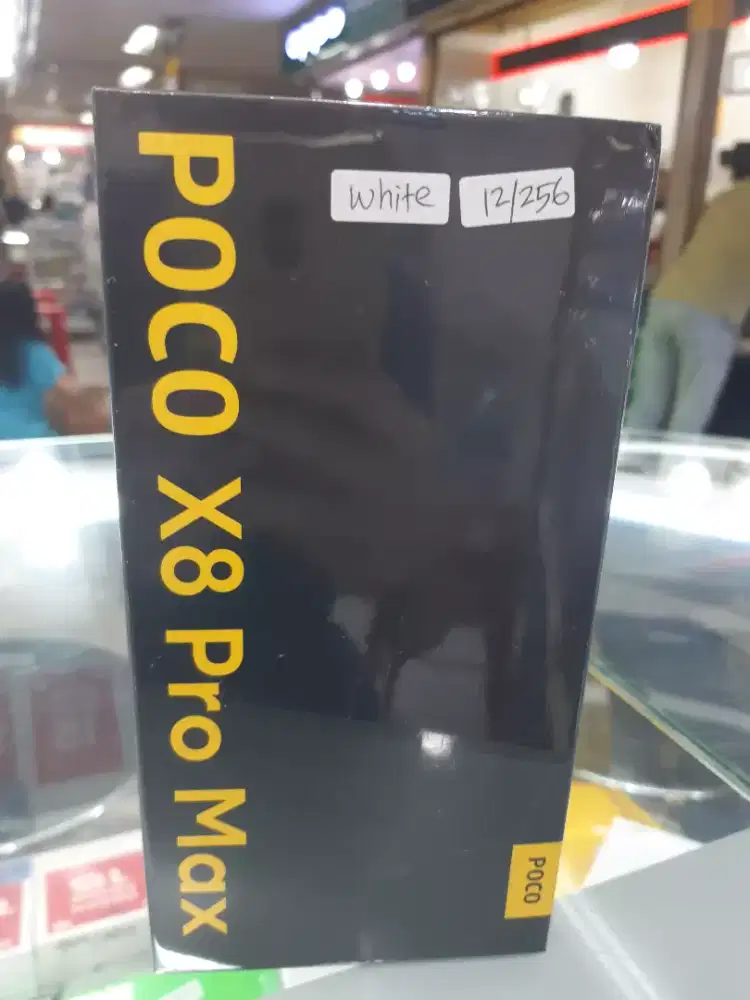 POCO X8 Pro Max
White
12/256
POCO